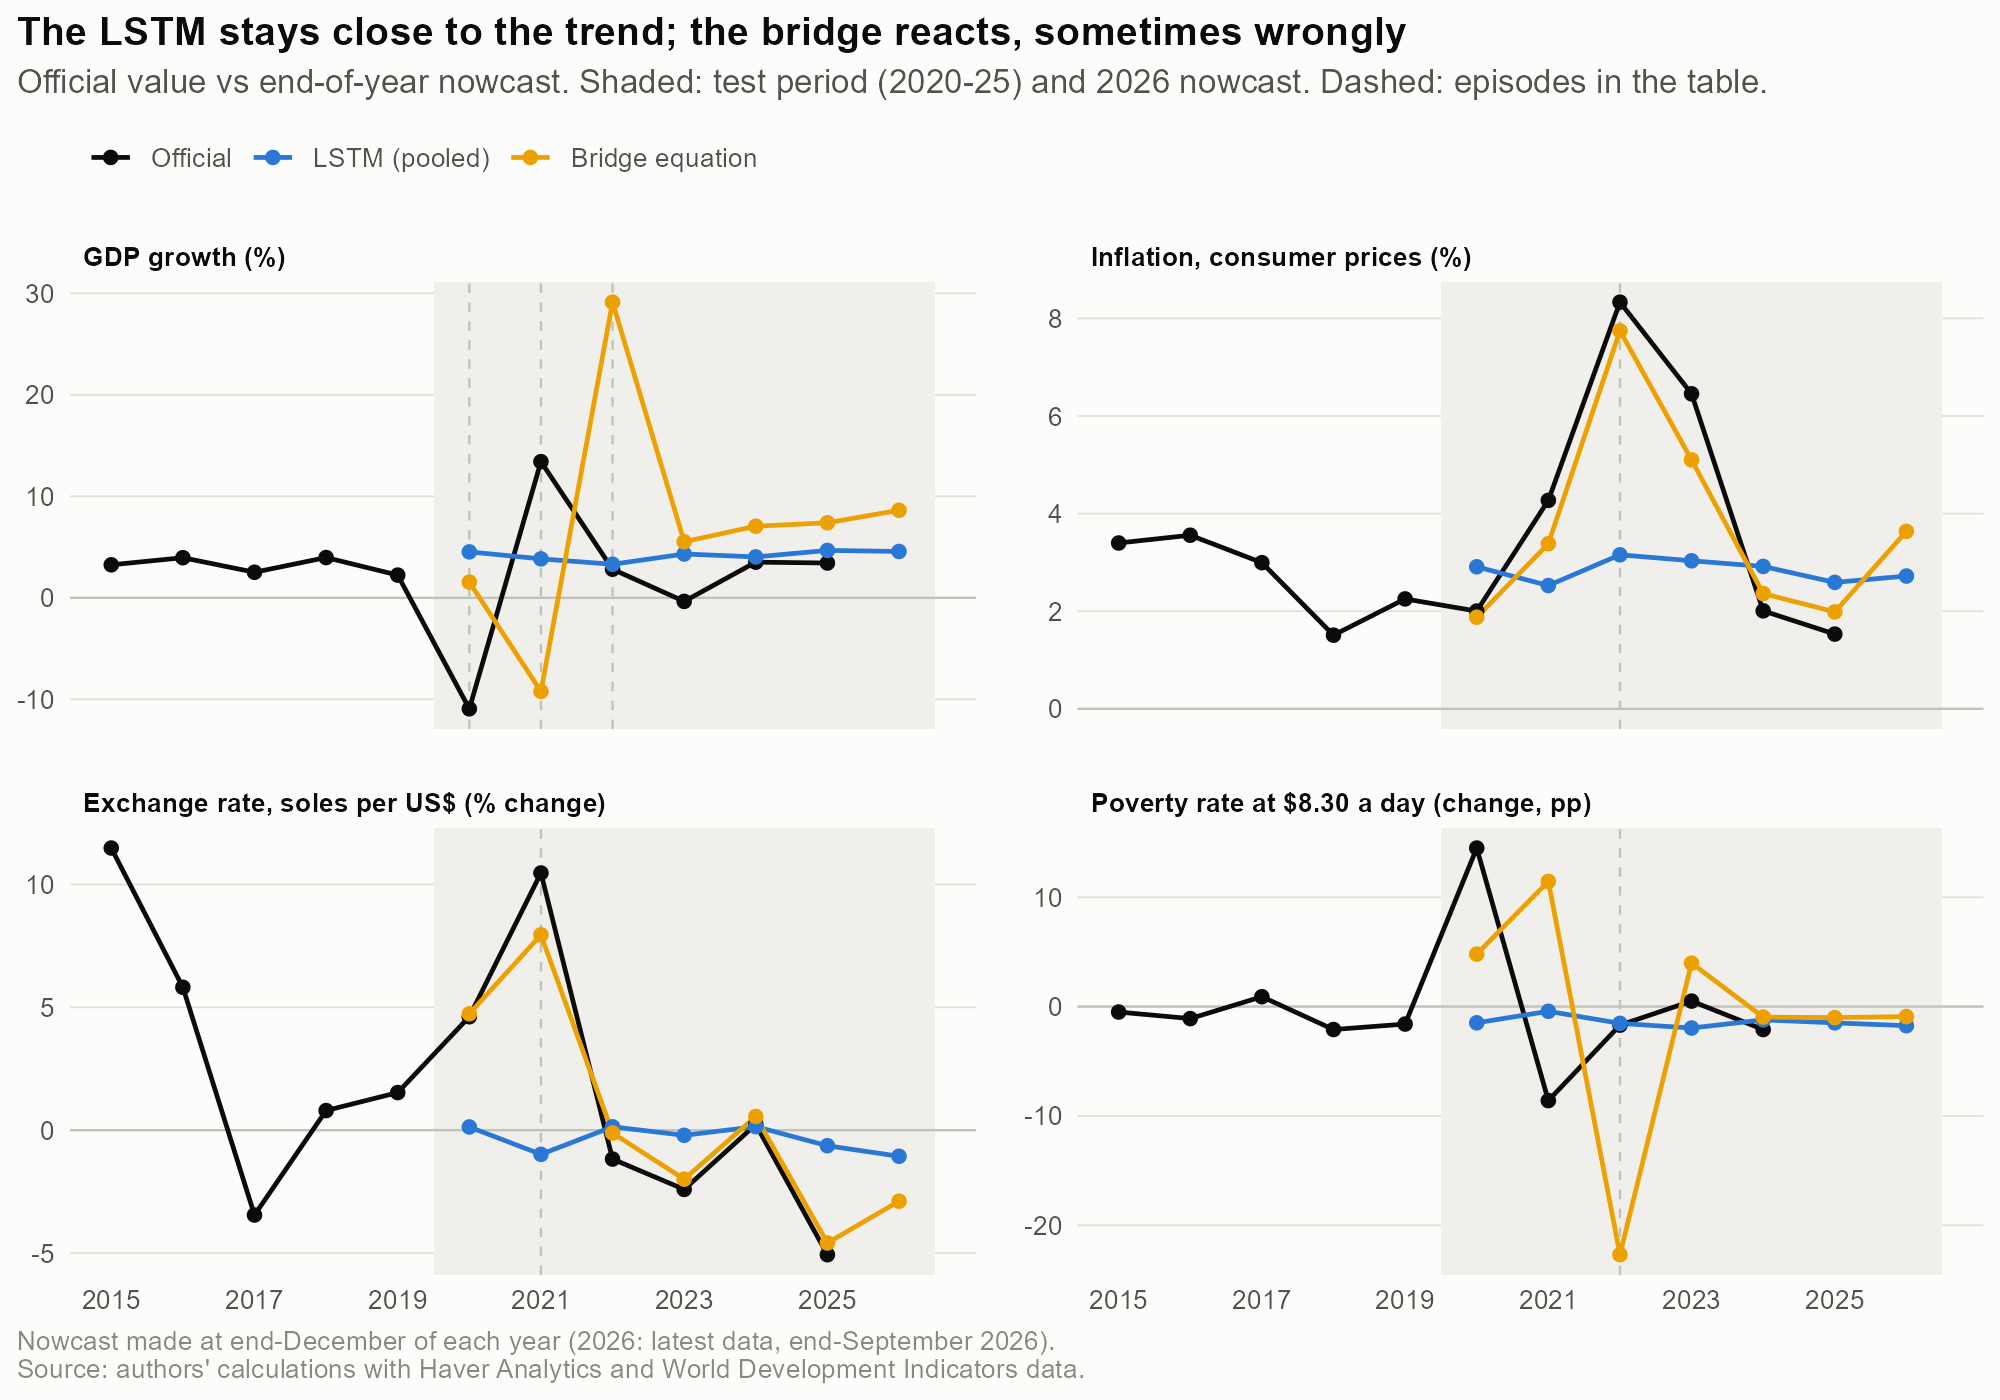 The LSTM stays close to the trend; the bridge reacts, sometimes wrongly
Official value vs end-of-year nowcast. Shaded: test period (2020-25) and 2026 nowcast. Dashed: episodes in the table.
Official LSTM (pooled) Bridge equation
GDP growth (%)
30
20
10
0
-10
Inflation, consumer prices (%)
8
6
4
2
0
Exchange rate, soles per US$ (% change)
10
5
0
-5
2015 2017 2019 2021 2023 2025
Poverty rate at $8.30 a day (change, pp)
10
0
-10
-20
2015 2017 2019 2021 2023 2025
Nowcast made at end-December of each year (2026: latest data, end-September 2026).
Source: authors' calculations with Haver Analytics and World Development Indicators data.